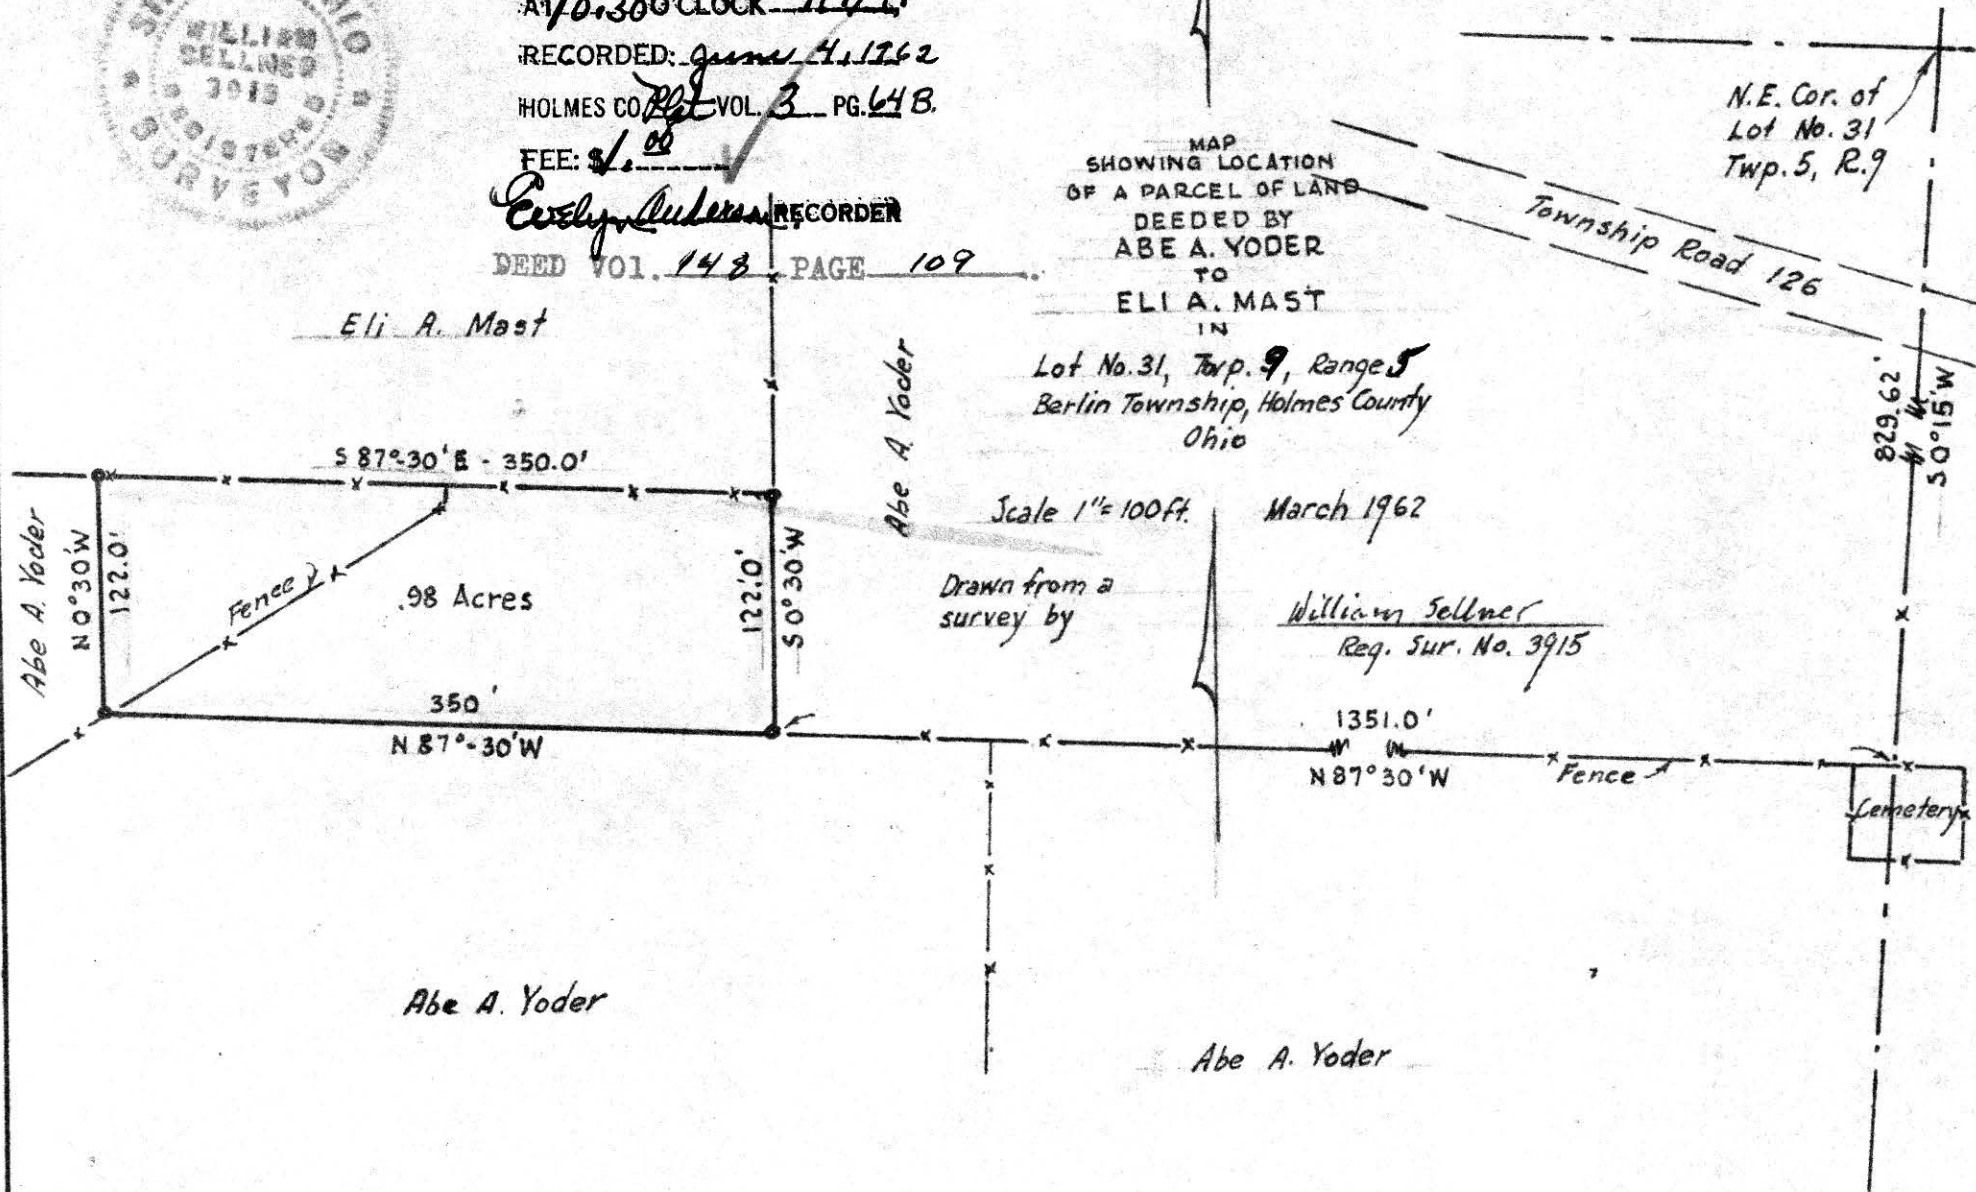 WILLIAM
SELLNER
3915
REGISTERED
SURVEYOR
AT 10:30 O'CLOCK
RECORDED: June 4, 1962
HOLMES CO. Plat VOL. 3 PG. 64 B.
FEE: $1.00
Evelyn RECORDER
DEED VOl. 148 PAGE 109
MAP
SHOWING LOCATION
OF A PARCEL OF LAND
DEEDED BY
ABE A. YODER
TO
ELI A. MAST
IN
Lot No. 31, Twp. 9, Range 5
Berlin Township, Holmes County
Ohio
Scale 1"= 100 ft. March 1962
Drawn from a
survey by
William Sellner
Reg. Sur. No. 3915
N.E. Cor. of
Lot No. 31
Twp. 5, R. 9
Township Road 126
829.62'
S 0°15'W
Eli A. Mast
Abe A. Yoder
S 87°-30'E - 350.0'
Abe A. Yoder
N 0°30'W
122.0'
Fence
.98 Acres
122.0'
S 0°30'W
350'
N 87°-30'W
1351.0'
N 87°30'W
Fence
Cemetery
Abe A. Yoder
Abe A. Yoder